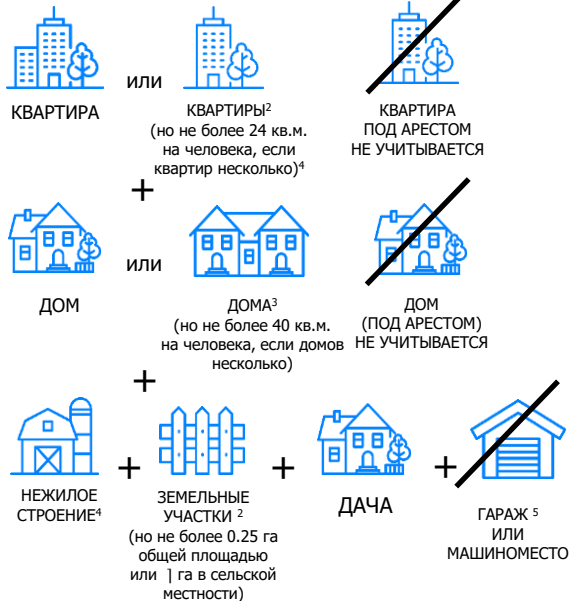 КВАРТИРА
или
КВАРТИРЫ²
(но не более 24 кв.м.
на человека, если
квартир несколько)⁴
КВАРТИРА
ПОД АРЕСТОМ
НЕ УЧИТЫВАЕТСЯ
+
ДОМ
или
ДОМА³
(но не более 40 кв.м.
на человека, если домов
несколько)
ДОМ
(ПОД АРЕСТОМ)
НЕ УЧИТЫВАЕТСЯ
+
НЕЖИЛОЕ
СТРОЕНИЕ⁴
+
ЗЕМЕЛЬНЫЕ
УЧАСТКИ ²
(но не более 0.25 га
общей площадью
или 1 га в сельской
местности)
+
ДАЧА
+
ГАРАЖ ⁵
ИЛИ
МАШИНОМЕСТО